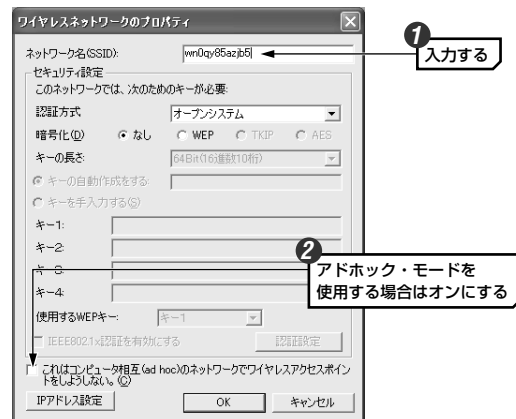 ワイヤレスネットワークのプロパティ
ネットワーク名(SSID):
wn0qy85azjb5
1
入力する
セキュリティ設定
このネットワークでは、次のためのキーが必要:
認証方式
オープンシステム
暗号化(D)
なし
WEP
TKIP
AES
キーの長さ:
64Bit(16進数10桁)
キーの自動作成をする:
キーを手入力する(S)
キー1:
キー2:
キー3:
キー4:
2
アドホック・モードを
使用する場合はオンにする
使用するWEPキー:
キー1
IEEE802.1x認証を有効にする
認証設定
これはコンピュータ相互(ad hoc)のネットワークでワイヤレスアクセスポイン
トをしようしない。(C)
IPアドレス設定
OK
キャンセル